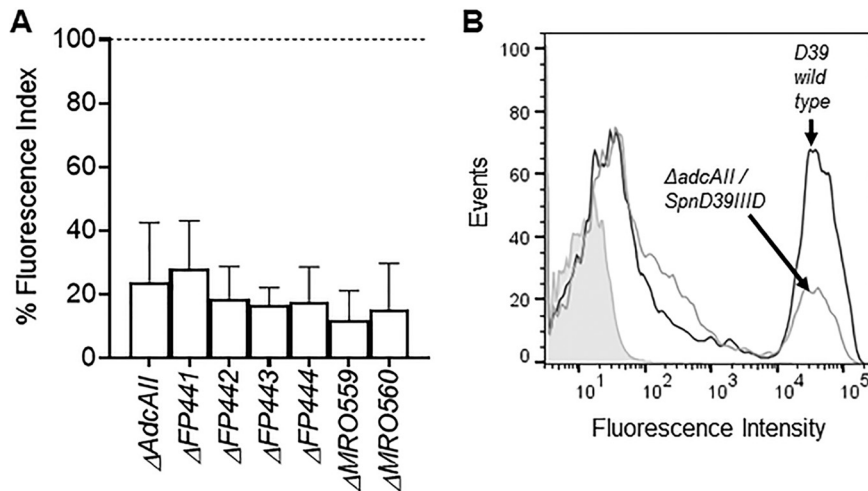 A
% Fluorescence Index
100
80
60
40
20
0
ΔAdcAII
ΔFP441
ΔFP442
ΔFP443
ΔFP444
ΔMRO559
ΔMRO560
B
Events
100
80
60
40
20
0
D39
wild
type
ΔadcAII /
SpnD39IIID
10¹ 10² 10³ 10⁴ 10⁵
Fluorescence Intensity